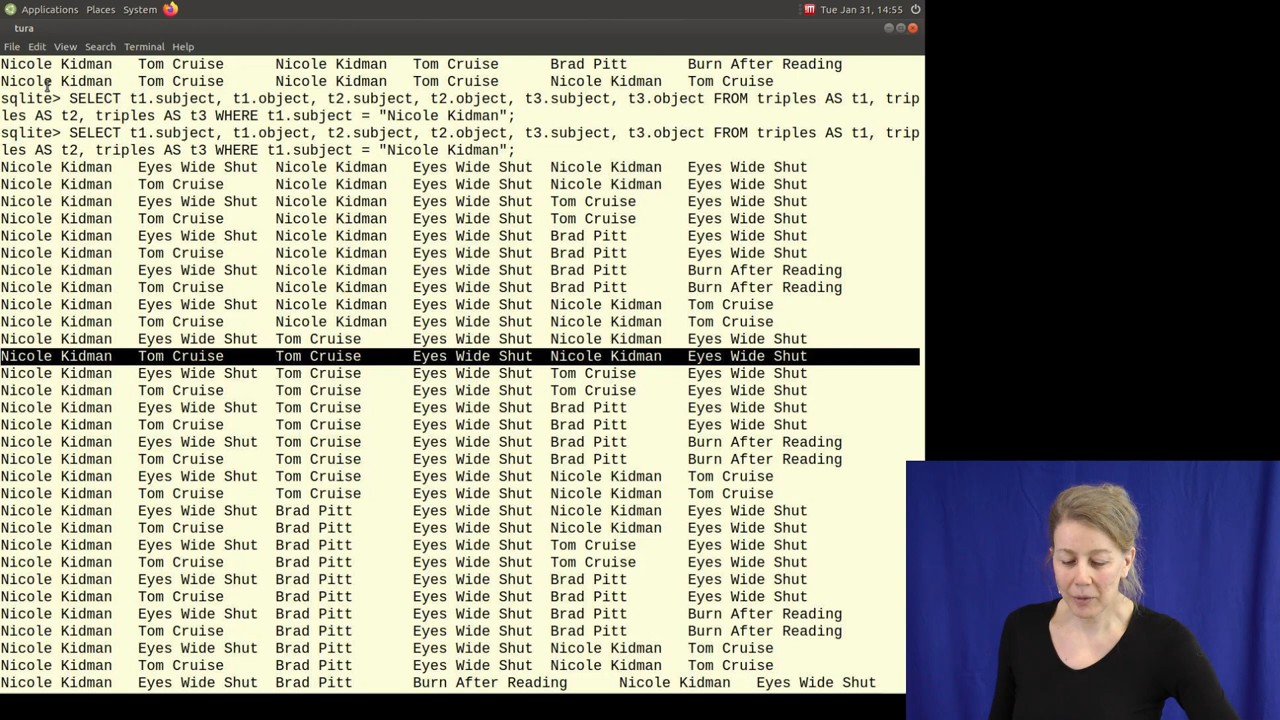 Applications Places System Tue Jan 31, 14:55
tura
File Edit View Search Terminal Help
Nicole Kidman Tom Cruise Nicole Kidman Tom Cruise Brad Pitt Burn After Reading
Nicole Kidman Tom Cruise Nicole Kidman Tom Cruise Nicole Kidman Tom Cruise
sqlite> SELECT t1.subject, t1.object, t2.subject, t2.object, t3.subject, t3.object FROM triples AS t1, trip
les AS t2, triples AS t3 WHERE t1.subject = "Nicole Kidman";
sqlite> SELECT t1.subject, t1.object, t2.subject, t2.object, t3.subject, t3.object FROM triples AS t1, trip
les AS t2, triples AS t3 WHERE t1.subject = "Nicole Kidman";
Nicole Kidman Eyes Wide Shut Nicole Kidman Eyes Wide Shut Nicole Kidman Eyes Wide Shut
Nicole Kidman Tom Cruise Nicole Kidman Eyes Wide Shut Nicole Kidman Eyes Wide Shut
Nicole Kidman Eyes Wide Shut Nicole Kidman Eyes Wide Shut Tom Cruise Eyes Wide Shut
Nicole Kidman Tom Cruise Nicole Kidman Eyes Wide Shut Tom Cruise Eyes Wide Shut
Nicole Kidman Eyes Wide Shut Nicole Kidman Eyes Wide Shut Brad Pitt Eyes Wide Shut
Nicole Kidman Tom Cruise Nicole Kidman Eyes Wide Shut Brad Pitt Eyes Wide Shut
Nicole Kidman Eyes Wide Shut Nicole Kidman Eyes Wide Shut Brad Pitt Burn After Reading
Nicole Kidman Tom Cruise Nicole Kidman Eyes Wide Shut Brad Pitt Burn After Reading
Nicole Kidman Eyes Wide Shut Nicole Kidman Eyes Wide Shut Nicole Kidman Tom Cruise
Nicole Kidman Tom Cruise Nicole Kidman Eyes Wide Shut Nicole Kidman Tom Cruise
Nicole Kidman Eyes Wide Shut Tom Cruise Eyes Wide Shut Nicole Kidman Eyes Wide Shut
Nicole Kidman Tom Cruise Tom Cruise Eyes Wide Shut Nicole Kidman Eyes Wide Shut
Nicole Kidman Eyes Wide Shut Tom Cruise Eyes Wide Shut Tom Cruise Eyes Wide Shut
Nicole Kidman Tom Cruise Tom Cruise Eyes Wide Shut Tom Cruise Eyes Wide Shut
Nicole Kidman Eyes Wide Shut Tom Cruise Eyes Wide Shut Brad Pitt Eyes Wide Shut
Nicole Kidman Tom Cruise Tom Cruise Eyes Wide Shut Brad Pitt Eyes Wide Shut
Nicole Kidman Eyes Wide Shut Tom Cruise Eyes Wide Shut Brad Pitt Burn After Reading
Nicole Kidman Tom Cruise Tom Cruise Eyes Wide Shut Brad Pitt Burn After Reading
Nicole Kidman Eyes Wide Shut Tom Cruise Eyes Wide Shut Nicole Kidman Tom Cruise
Nicole Kidman Tom Cruise Tom Cruise Eyes Wide Shut Nicole Kidman Tom Cruise
Nicole Kidman Eyes Wide Shut Brad Pitt Eyes Wide Shut Nicole Kidman Eyes Wide Shut
Nicole Kidman Tom Cruise Brad Pitt Eyes Wide Shut Nicole Kidman Eyes Wide Shut
Nicole Kidman Eyes Wide Shut Brad Pitt Eyes Wide Shut Tom Cruise Eyes Wide Shut
Nicole Kidman Tom Cruise Brad Pitt Eyes Wide Shut Tom Cruise Eyes Wide Shut
Nicole Kidman Eyes Wide Shut Brad Pitt Eyes Wide Shut Brad Pitt Eyes Wide Shut
Nicole Kidman Tom Cruise Brad Pitt Eyes Wide Shut Brad Pitt Eyes Wide Shut
Nicole Kidman Eyes Wide Shut Brad Pitt Eyes Wide Shut Brad Pitt Burn After Reading
Nicole Kidman Tom Cruise Brad Pitt Eyes Wide Shut Brad Pitt Burn After Reading
Nicole Kidman Eyes Wide Shut Brad Pitt Eyes Wide Shut Nicole Kidman Tom Cruise
Nicole Kidman Tom Cruise Brad Pitt Eyes Wide Shut Nicole Kidman Tom Cruise
Nicole Kidman Eyes Wide Shut Brad Pitt Burn After Reading Nicole Kidman Eyes Wide Shut